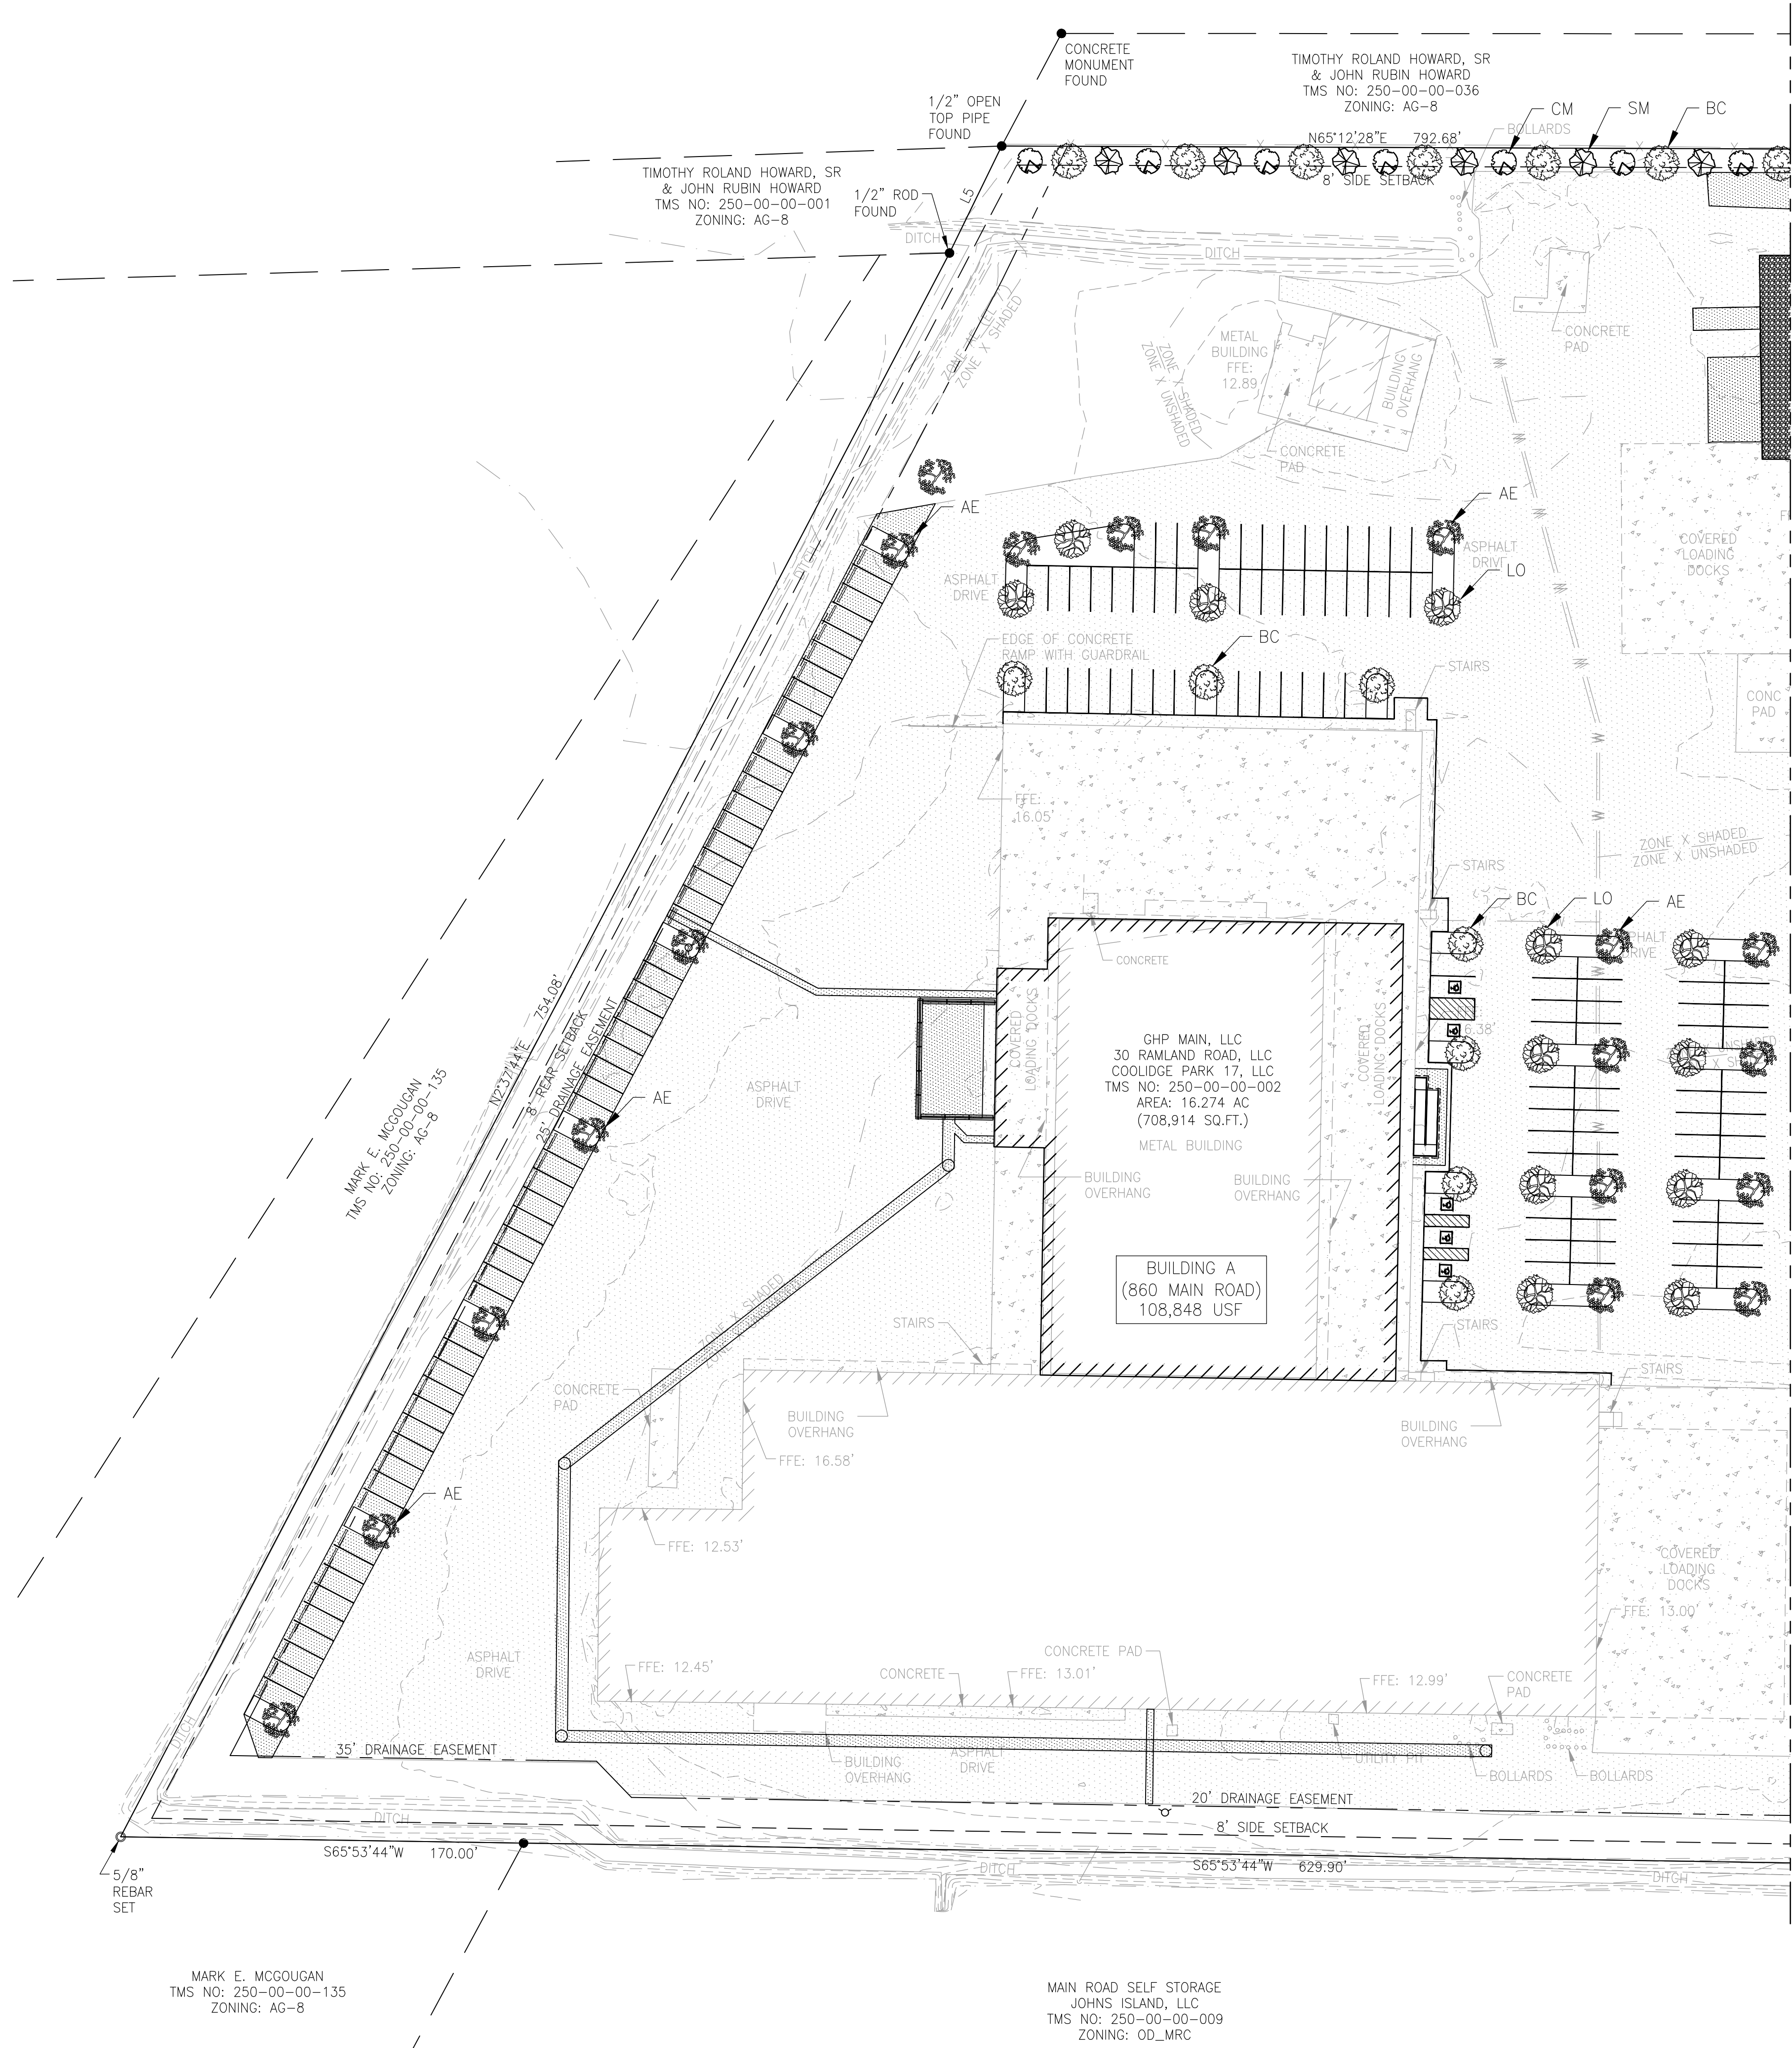 CONCRETE
MONUMENT
FOUND
TIMOTHY ROLAND HOWARD, SR
& JOHN RUBIN HOWARD
TMS NO: 250-00-00-036
ZONING: AG-8
1/2" OPEN
TOP PIPE
FOUND
CM
SM
BC
BOLLARDS
N65°12'28"E 792.68'
8' SIDE SETBACK
TIMOTHY ROLAND HOWARD, SR
& JOHN RUBIN HOWARD
TMS NO: 250-00-00-001
ZONING: AG-8
1/2" ROD
FOUND
L5
DITCH
DITCH
ZONE X SHADED
METAL
BUILDING
FFE:
12.89
BUILDING
OVERHANG
CONCRETE
PAD
ZONE X SHADED
ZONE X UNSHADED
CONCRETE
PAD
7
AE
AE
ASPHALT
DRIVE
LO
ASPHALT
DRIVE
COVERED
LOADING
DOCKS
DITCH
EDGE OF CONCRETE
RAMP WITH GUARDRAIL
BC
STAIRS
CONC
PAD
FFE:
16.05'
ZONE X SHADED
ZONE X UNSHADED
STAIRS
BC
LO
AE
ASPHALT
DRIVE
CONCRETE
COVERED
LOADING DOCKS
COVERED
LOADING DOCKS
6.38'
GHP MAIN, LLC
30 RAMLAND ROAD, LLC
COOLIDGE PARK 17, LLC
TMS NO: 250-00-00-002
AREA: 16.274 AC
(708,914 SQ.FT.)
METAL BUILDING
BUILDING
OVERHANG
BUILDING
OVERHANG
N2°37'44"E 754.08'
8' REAR SETBACK
25' DRAINAGE EASEMENT
ASPHALT
DRIVE
AE
MARK E. MCGOUGAN
TMS NO: 250-00-00-135
ZONING: AG-8
BUILDING A
(860 MAIN ROAD)
108,848 USF
ZONE X SHADED
STAIRS
STAIRS
STAIRS
CONCRETE
PAD
BUILDING
OVERHANG
BUILDING
OVERHANG
FFE: 16.58'
AE
FFE: 12.53'
COVERED
LOADING
DOCKS
FFE: 13.00'
ASPHALT
DRIVE
FFE: 12.45'
CONCRETE
FFE: 13.01'
CONCRETE PAD
FFE: 12.99'
CONCRETE
PAD
DITCH
35' DRAINAGE EASEMENT
BUILDING
OVERHANG
ASPHALT
DRIVE
UTILITY PIT
BOLLARDS
BOLLARDS
20' DRAINAGE EASEMENT
DITCH
8' SIDE SETBACK
S65°53'44"W 170.00'
S65°53'44"W 629.90'
DITCH
DITCH
5/8"
REBAR
SET
MARK E. MCGOUGAN
TMS NO: 250-00-00-135
ZONING: AG-8
MAIN ROAD SELF STORAGE
JOHNS ISLAND, LLC
TMS NO: 250-00-00-009
ZONING: OD_MRC